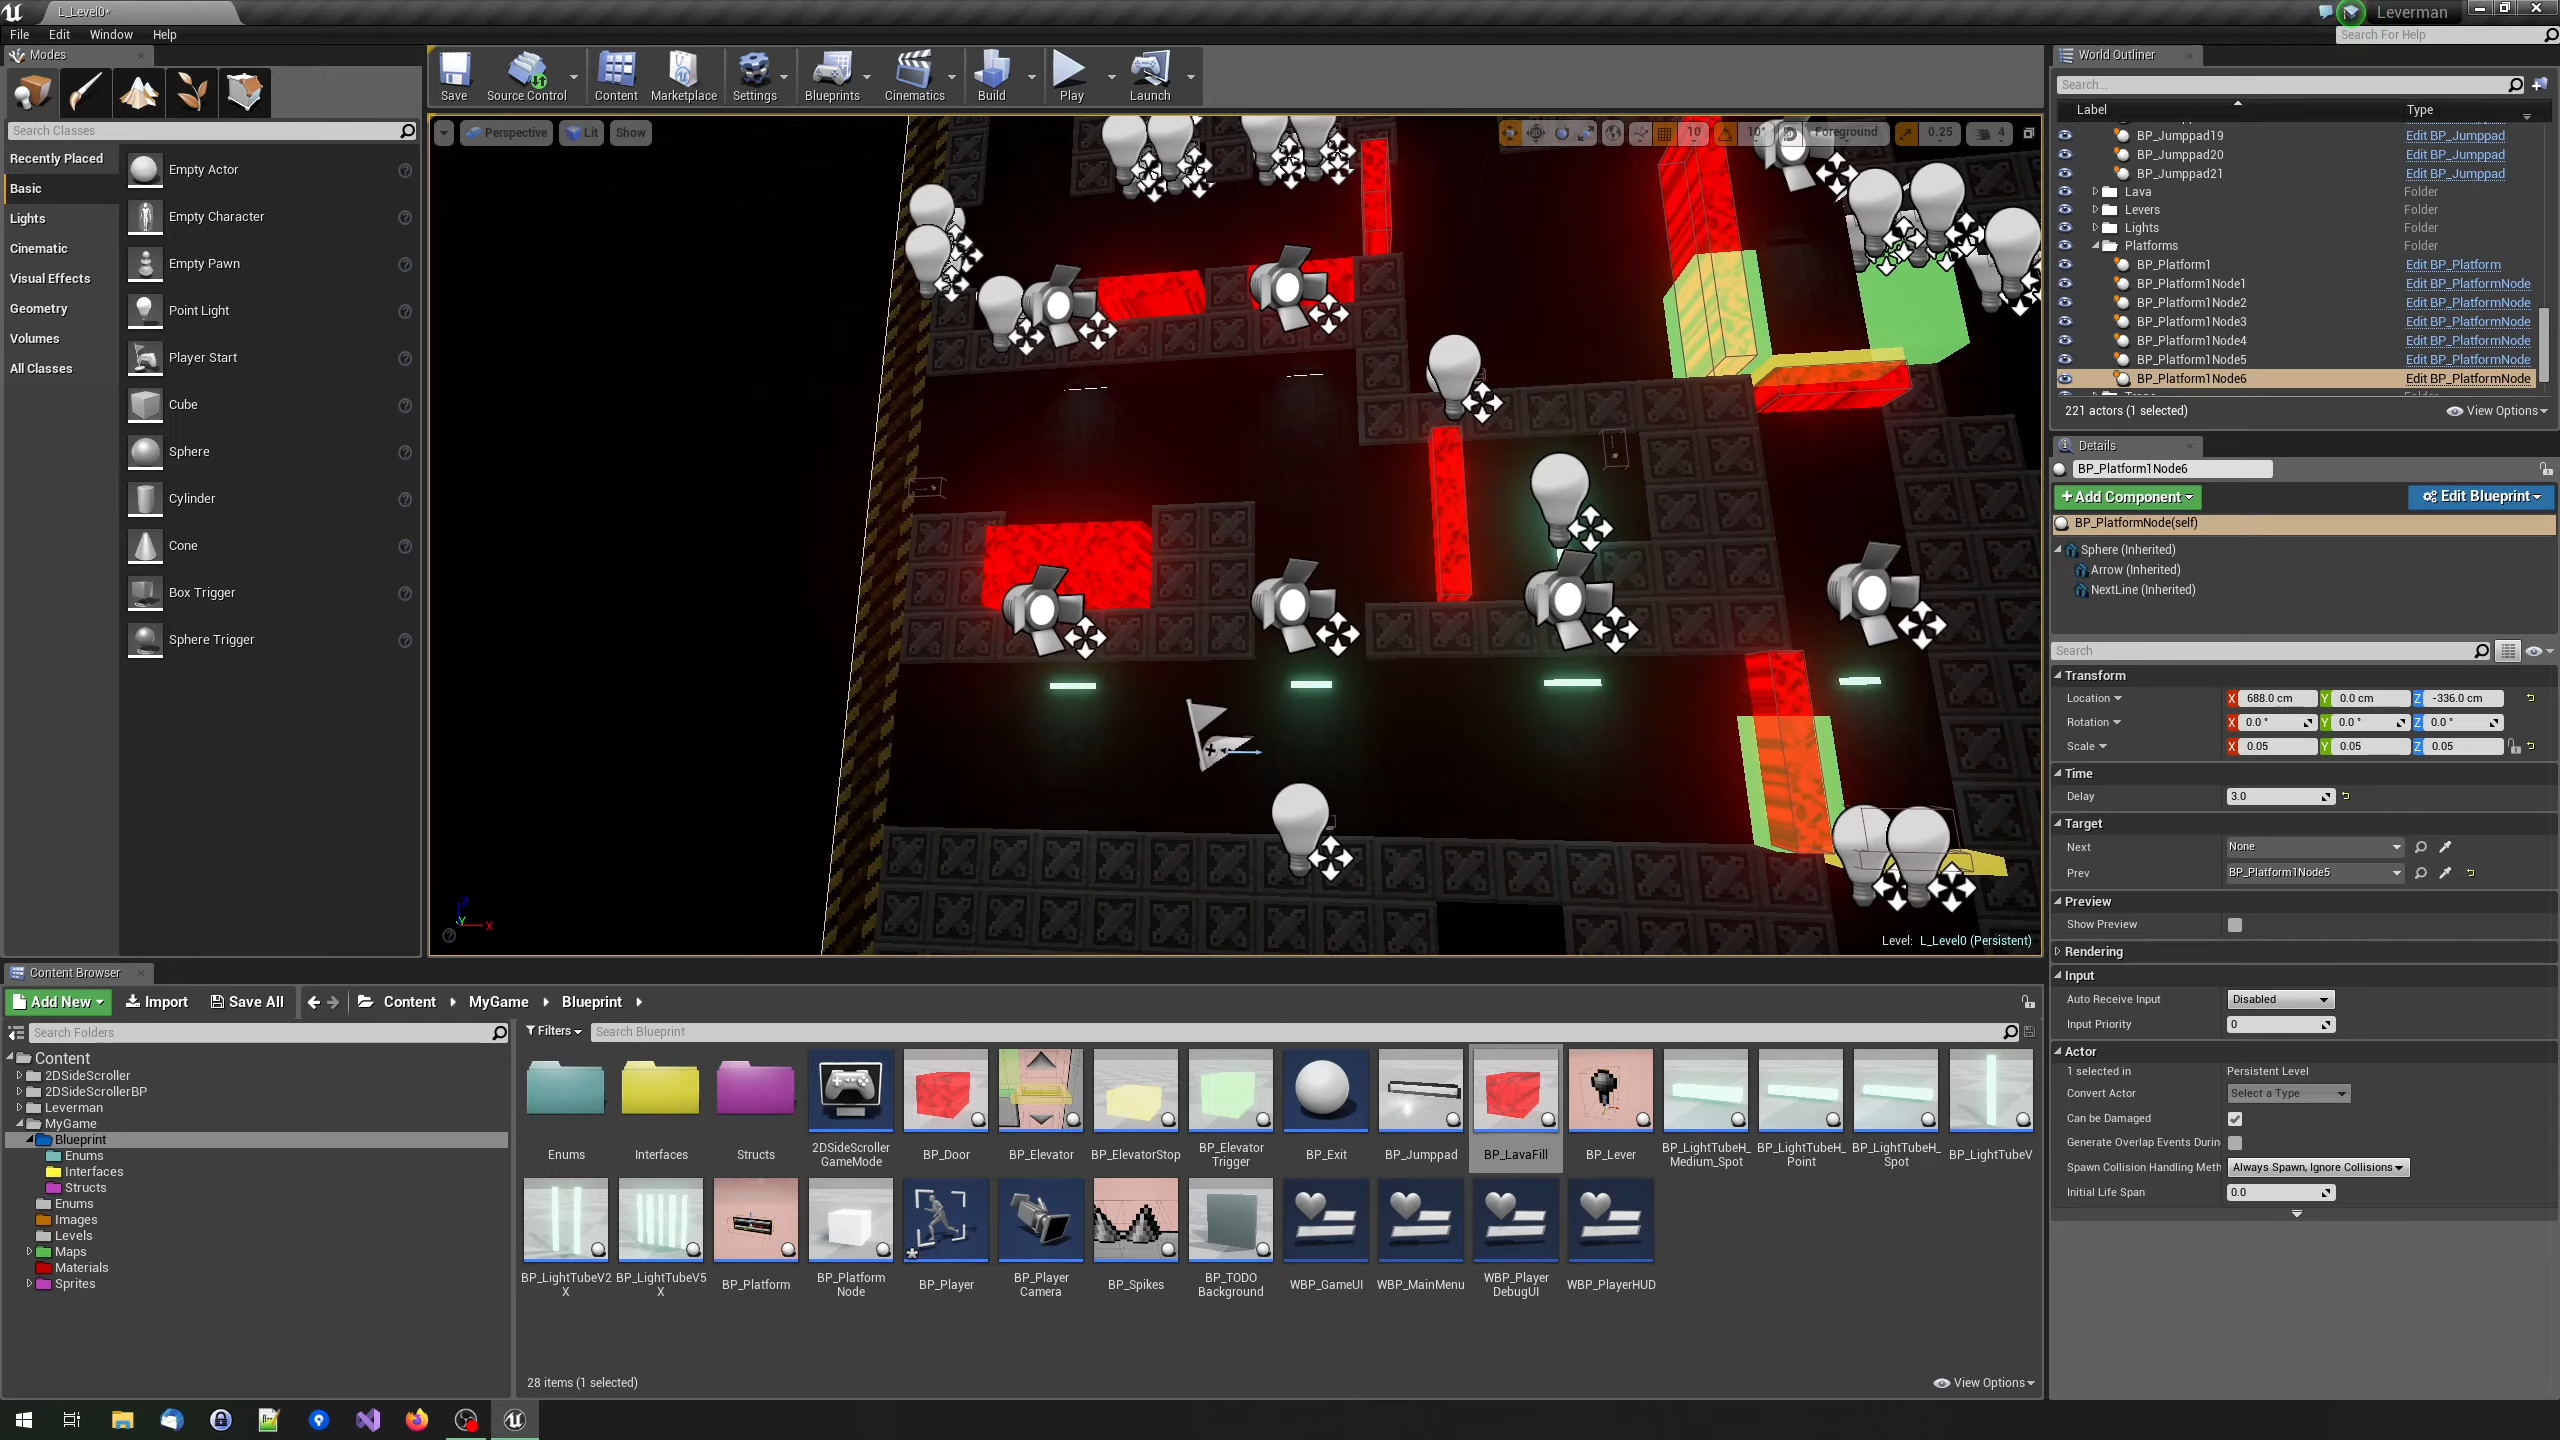 L_Level0*
Leverman
File Edit Window Help
Search For Help
Modes
Search Classes
Recently Placed
Basic
Lights
Cinematic
Visual Effects
Geometry
Volumes
All Classes
Empty Actor
Empty Character
Empty Pawn
Point Light
Player Start
Cube
Sphere
Cylinder
Cone
Box Trigger
Sphere Trigger
Save
Source Control
Content
Marketplace
Settings
Blueprints
Cinematics
Build
Play
Launch
Perspective Lit Show
10 10° Foreground 0.25 4
Level: L_Level0 (Persistent)
World Outliner
Search...
Label Type
BP_Jumppad19 Edit BP_Jumppad
BP_Jumppad20 Edit BP_Jumppad
BP_Jumppad21 Edit BP_Jumppad
Lava Folder
Levers Folder
Lights Folder
Platforms Folder
BP_Platform1 Edit BP_Platform
BP_Platform1Node1 Edit BP_PlatformNode
BP_Platform1Node2 Edit BP_PlatformNode
BP_Platform1Node3 Edit BP_PlatformNode
BP_Platform1Node4 Edit BP_PlatformNode
BP_Platform1Node5 Edit BP_PlatformNode
BP_Platform1Node6 Edit BP_PlatformNode
221 actors (1 selected) View Options
Details
BP_Platform1Node6
+Add Component Edit Blueprint
BP_PlatformNode(self)
Sphere (Inherited)
Arrow (Inherited)
NextLine (Inherited)
Search
Transform
Location X 688.0 cm Y 0.0 cm Z -336.0 cm
Rotation X 0.0 ° Y 0.0 ° Z 0.0 °
Scale X 0.05 Y 0.05 Z 0.05
Time
Delay 3.0
Target
Next None
Prev BP_Platform1Node5
Preview
Show Preview
Rendering
Input
Auto Receive Input Disabled
Input Priority 0
Actor
1 selected in Persistent Level
Convert Actor Select a Type
Can be Damaged
Generate Overlap Events Durin
Spawn Collision Handling Meth Always Spawn, Ignore Collisions
Initial Life Span 0.0
Content Browser
Add New Import Save All Content MyGame Blueprint
Search Folders
Content
2DSideScroller
2DSideScrollerBP
Leverman
MyGame
Blueprint
Enums
Interfaces
Structs
Enums
Images
Levels
Maps
Materials
Sprites
Filters Search Blueprint
Enums
Interfaces
Structs
2DSideScroller
GameMode
BP_Door
BP_Elevator
BP_ElevatorStop
BP_Elevator
Trigger
BP_Exit
BP_Jumppad
BP_LavaFill
BP_Lever
BP_LightTubeH_
Medium_Spot
BP_LightTubeH_
Point
BP_LightTubeH_
Spot
BP_LightTubeV
BP_LightTubeV2
X
BP_LightTubeV5
X
BP_Platform
BP_Platform
Node
BP_Player
BP_Player
Camera
BP_Spikes
BP_TODO
Background
WBP_GameUI
WBP_MainMenu
WBP_Player
DebugUI
WBP_PlayerHUD
28 items (1 selected) View Options